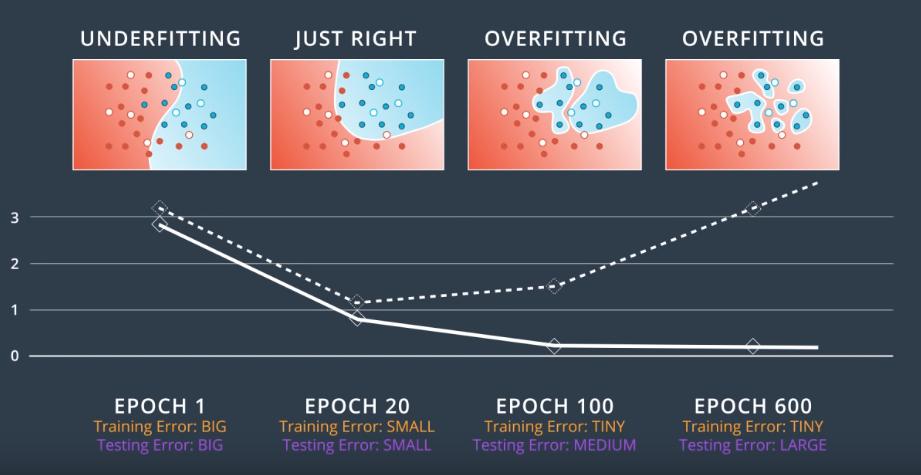 UNDERFITTING
JUST RIGHT
OVERFITTING
OVERFITTING
3
2
1
0
EPOCH 1
Training Error: BIG
Testing Error: BIG
EPOCH 20
Training Error: SMALL
Testing Error: SMALL
EPOCH 100
Training Error: TINY
Testing Error: MEDIUM
EPOCH 600
Training Error: TINY
Testing Error: LARGE